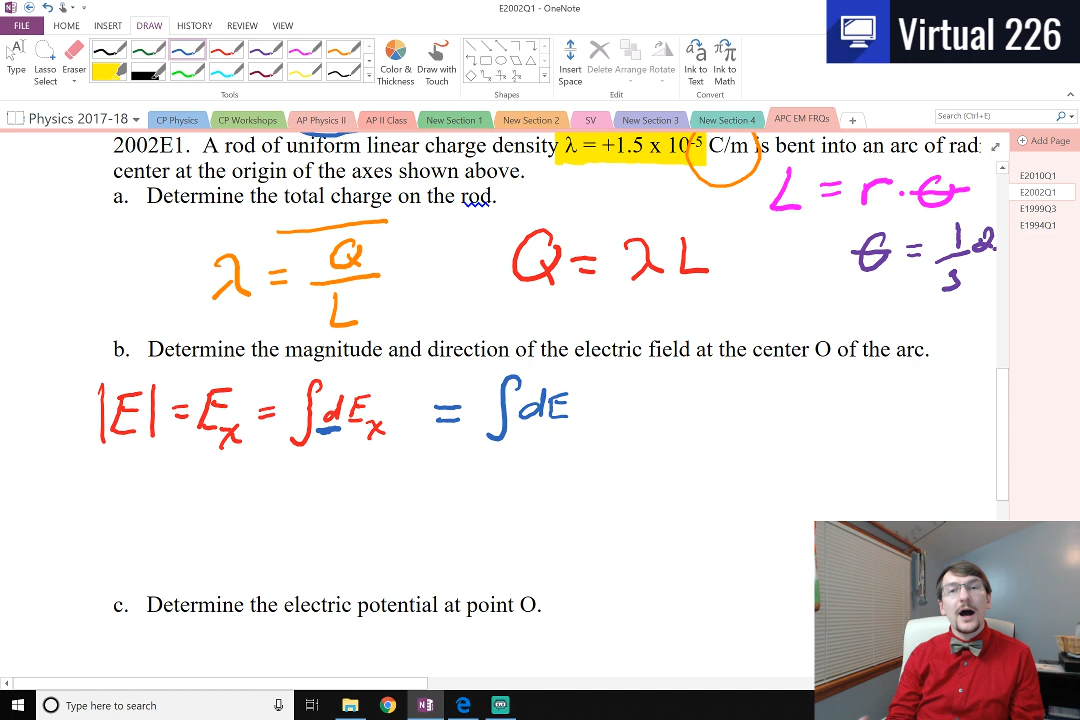 E2002Q1 - OneNote
Virtual 226
FILE HOME INSERT DRAW HISTORY REVIEW VIEW
Type Lasso Select Eraser Color & Thickness Draw with Touch Insert Space Delete Arrange Rotate Ink to Text Ink to Math
Tools Shapes Edit Convert
Physics 2017-18 CP Physics CP Workshops AP Physics II AP II Class New Section 1 New Section 2 SV New Section 3 New Section 4 APC EM FRQs Search (Ctrl+E)
Add Page
E2010Q1
E2002Q1
E1999Q3
E1994Q1
2002E1. A rod of uniform linear charge density λ = +1.5 x 10⁻⁵ C/m is bent into an arc of radi
center at the origin of the axes shown above.
a. Determine the total charge on the rod.
L = r · θ
λ = Q/L Q = λ L
θ = 1/3 2
b. Determine the magnitude and direction of the electric field at the center O of the arc.
|E| = Eₓ = ∫dEₓ = ∫dE
c. Determine the electric potential at point O.
Type here to search